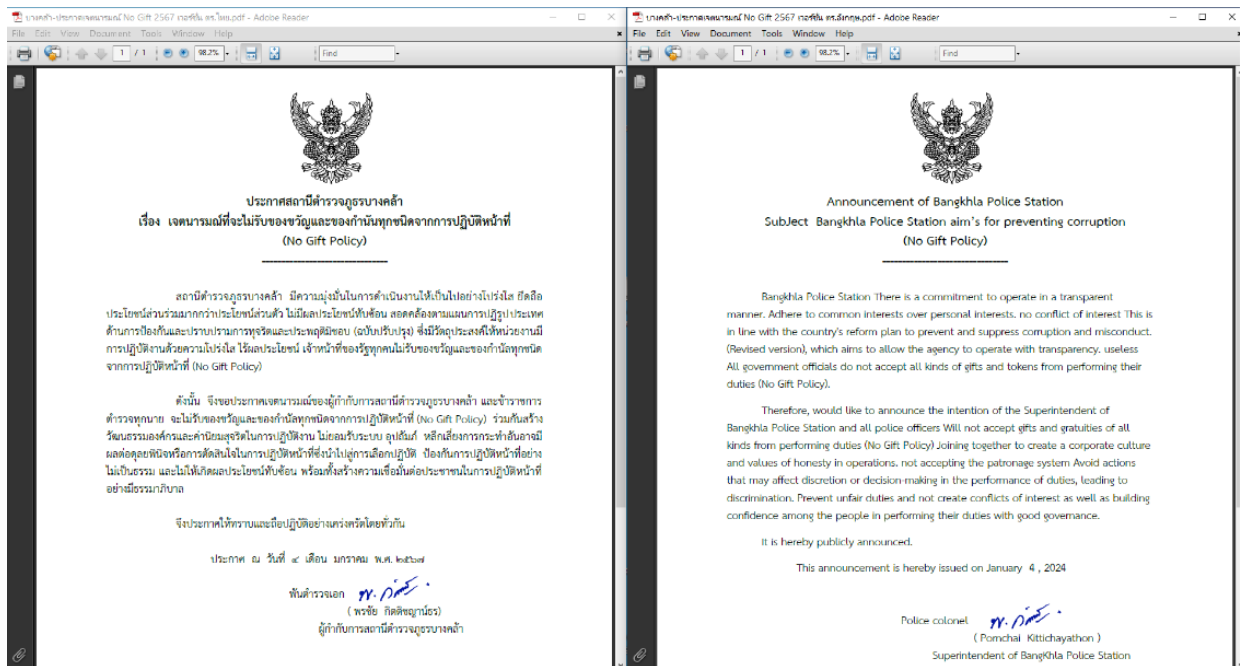 บางคล้า-ประกาศเจตนารมณ์ No Gift 2567 เวอร์ชั่น ตร.ไทย.pdf - Adobe Reader
File Edit View Document Tools Window Help
1 / 1 98.2% Find
ประกาศสถานีตำรวจภูธรบางคล้า
เรื่อง เจตนารมณ์ที่จะไม่รับของขวัญและของกำนันทุกชนิดจากการปฏิบัติหน้าที่
(No Gift Policy)
สถานีตำรวจภูธรบางคล้า มีความมุ่งมั่นในการดำเนินงานให้เป็นไปอย่างโปร่งใส ยึดถือ
ประโยชน์ส่วนร่วมมากกว่าประโยชน์ส่วนตัว ไม่มีผลประโยชน์ทับซ้อน สอดคล้องตามแผนการปฏิรูปประเทศ
ด้านการป้องกันและปราบปรามการทุจริตและประพฤติมิชอบ (ฉบับปรับปรุง) ซึ่งมีวัตถุประสงค์ให้หน่วยงานมี
การปฏิบัติงานด้วยความโปร่งใส ไร้ผลประโยชน์ เจ้าหน้าที่ของรัฐทุกคนไม่รับของขวัญและของกำนัลทุกชนิด
จากการปฏิบัติหน้าที่ (No Gift Policy)
ดังนั้น จึงขอประกาศเจตนารมณ์ของผู้กำกับการสถานีตำรวจภูธรบางคล้า และข้าราชการ
ตำรวจทุกนาย จะไม่รับของขวัญและของกำนัลทุกชนิดจากการปฏิบัติหน้าที่ (No Gift Policy) ร่วมกันสร้าง
วัฒนธรรมองค์กรและค่านิยมสุจริตในการปฏิบัติงาน ไม่ยอมรับระบบ อุปถัมภ์ หลีกเลี่ยงการกระทำอันอาจมี
ผลต่อดุลยพินิจหรือการตัดสินใจในการปฏิบัติหน้าที่ซึ่งนำไปสู่การเลือกปฏิบัติ ป้องกันการปฏิบัติหน้าที่อย่าง
ไม่เป็นธรรม และไม่ให้เกิดผลประโยชน์ทับซ้อน พร้อมทั้งสร้างความเชื่อมั่นต่อประชาชนในการปฏิบัติหน้าที่
อย่างมีธรรมาภิบาล
จึงประกาศให้ทราบและถือปฏิบัติอย่างเคร่งครัดโดยทั่วกัน
ประกาศ ณ วันที่ ๔ เดือน มกราคม พ.ศ. ๒๕๖๗
พันตำรวจเอก
( พรชัย กิตติชญาน์ธร )
ผู้กำกับการสถานีตำรวจภูธรบางคล้า
บางคล้า-ประกาศเจตนารมณ์ No Gift 2567 เวอร์ชั่น ตร.อังกฤษ.pdf - Adobe Reader
File Edit View Document Tools Window Help
1 / 1 98.2% Find
Announcement of Bangkhla Police Station
SubJect Bangkhla Police Station aim's for preventing corruption
(No Gift Policy)
Bangkhla Police Station There is a commitment to operate in a transparent
manner. Adhere to common interests over personal interests. no conflict of interest This is
in line with the country's reform plan to prevent and suppress corruption and misconduct.
(Revised version), which aims to allow the agency to operate with transparency. useless
All government officials do not accept all kinds of gifts and tokens from performing their
duties (No Gift Policy).
Therefore, would like to announce the intention of the Superintendent of
Bangkhla Police Station and all police officers Will not accept gifts and gratuities of all
kinds from performing duties (No Gift Policy) Joining together to create a corporate culture
and values of honesty in operations. not accepting the patronage system Avoid actions
that may affect discretion or decision-making in the performance of duties, leading to
discrimination. Prevent unfair duties and not create conflicts of interest as well as building
confidence among the people in performing their duties with good governance.
It is hereby publicly announced.
This announcement is hereby issued on January 4 , 2024
Police colonel
( Pornchai Kittichayathon )
Superintendent of BangKhla Police Station